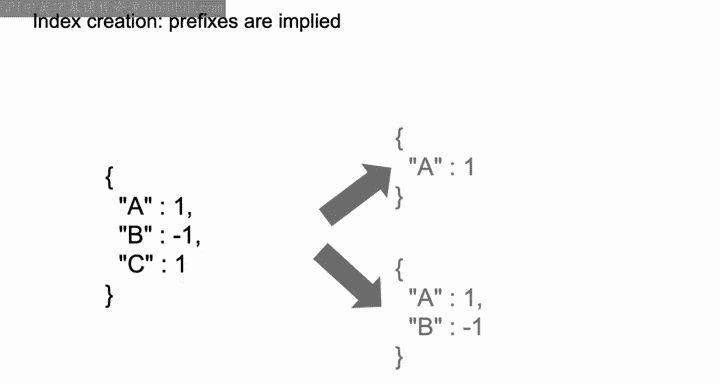 Index creation: prefixes are implied
{
"A" : 1,
"B" : -1,
"C" : 1
}
{
"A" : 1
}
{
"A" : 1,
"B" : -1
}